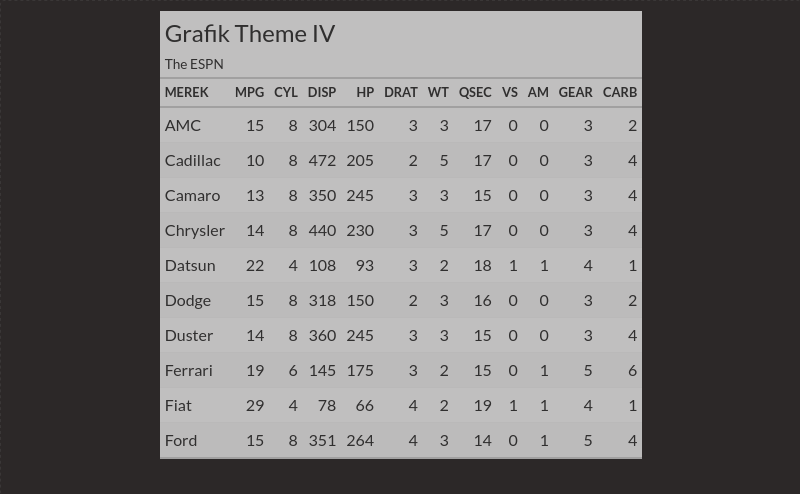 Grafik Theme IV
The ESPN
MEREK MPG CYL DISP HP DRAT WT QSEC VS AM GEAR CARB
AMC 15 8 304 150 3 3 17 0 0 3 2
Cadillac 10 8 472 205 2 5 17 0 0 3 4
Camaro 13 8 350 245 3 3 15 0 0 3 4
Chrysler 14 8 440 230 3 5 17 0 0 3 4
Datsun 22 4 108 93 3 2 18 1 1 4 1
Dodge 15 8 318 150 2 3 16 0 0 3 2
Duster 14 8 360 245 3 3 15 0 0 3 4
Ferrari 19 6 145 175 3 2 15 0 1 5 6
Fiat 29 4 78 66 4 2 19 1 1 4 1
Ford 15 8 351 264 4 3 14 0 1 5 4